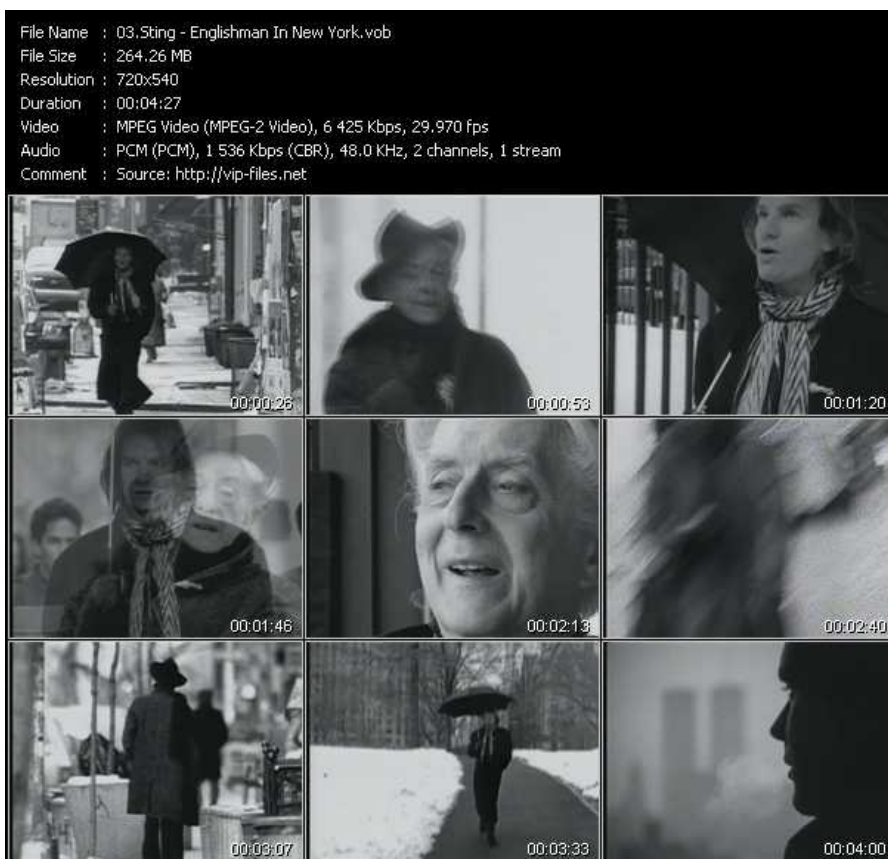 File Name : 03.Sting - Englishman In New York.vob
File Size : 264.26 MB
Resolution : 720x540
Duration : 00:04:27
Video : MPEG Video (MPEG-2 Video), 6 425 Kbps, 29.970 fps
Audio : PCM (PCM), 1 536 Kbps (CBR), 48.0 KHz, 2 channels, 1 stream
Comment : Source: http://vip-files.net
00:00:26
00:00:53
00:01:20
00:01:46
00:02:13
00:02:40
00:03:07
00:03:33
00:04:00